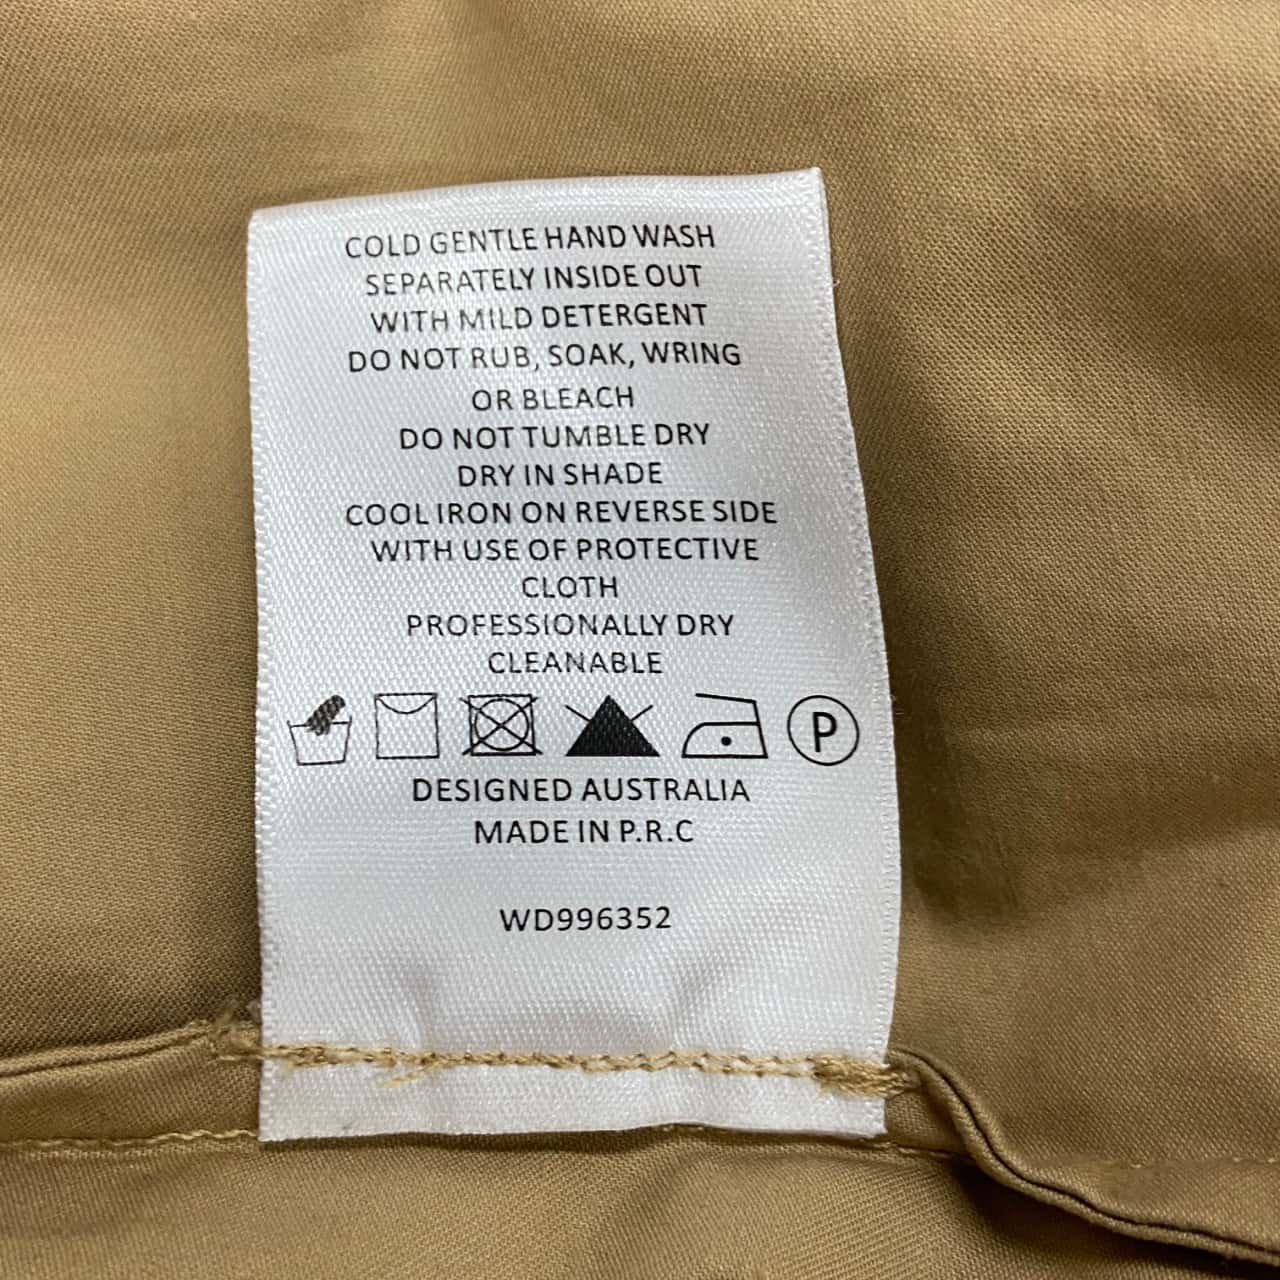 COLD GENTLE HAND WASH
SEPARATELY INSIDE OUT
WITH MILD DETERGENT
DO NOT RUB, SOAK, WRING
OR BLEACH
DO NOT TUMBLE DRY
DRY IN SHADE
COOL IRON ON REVERSE SIDE
WITH USE OF PROTECTIVE
CLOTH
PROFESSIONALLY DRY
CLEANABLE
P
DESIGNED AUSTRALIA
MADE IN P.R.C
WD996352